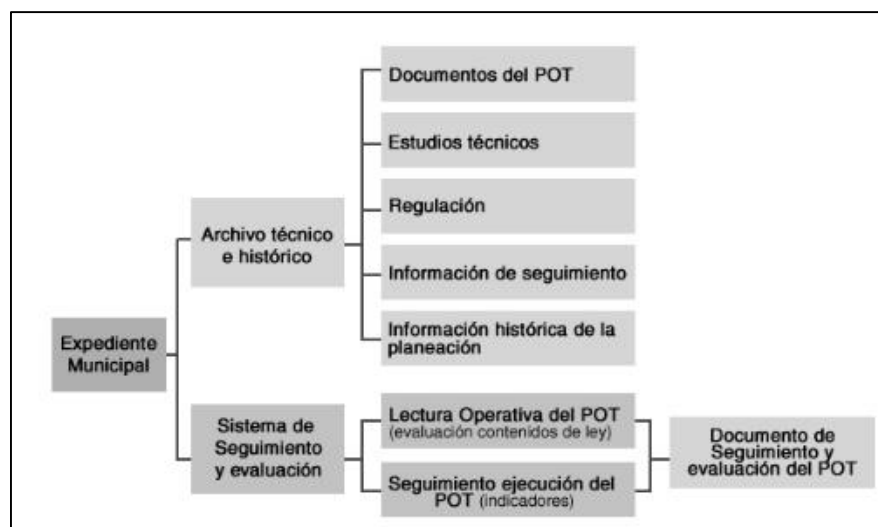 Documentos del POT
Estudios técnicos
Regulación
Archivo técnico
e histórico
Información de seguimiento
Información histórica de la
planeación
Expediente
Municipal
Sistema de
Seguimiento
y evaluación
Lectura Operativa del POT
(evaluación contenidos de ley)
Seguimiento ejecución del
POT (indicadores)
Documento de
Seguimiento y
evaluación del POT